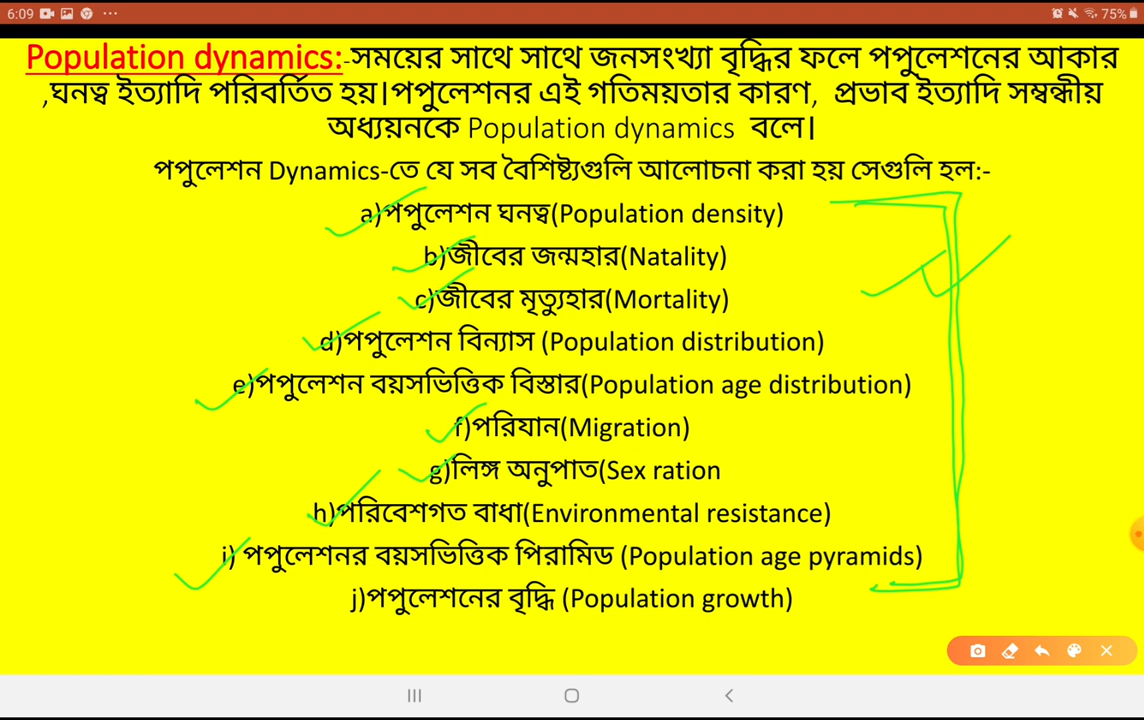 6:09
75%
Population dynamics:-সময়ের সাথে সাথে জনসংখ্যা বৃদ্ধির ফলে পপুলেশনের আকার
,ঘনত্ব ইত্যাদি পরিবর্তিত হয়|পপুলেশনর এই গতিময়তার কারণ, প্রভাব ইত্যাদি সম্বন্ধীয়
অধ্যয়নকে Population dynamics বলে|
পপুলেশন Dynamics-তে যে সব বৈশিষ্ট্যগুলি আলোচনা করা হয় সেগুলি হল:-
a)পপুলেশন ঘনত্ব(Population density)
b)জীবের জন্মহার(Natality)
c)জীবের মৃত্যুহার(Mortality)
d)পপুলেশন বিন্যাস (Population distribution)
e)পপুলেশন বয়সভিত্তিক বিস্তার(Population age distribution)
f)পরিযান(Migration)
g)লিঙ্গ অনুপাত(Sex ration
h)পরিবেশগত বাধা(Environmental resistance)
i) পপুলেশনর বয়সভিত্তিক পিরামিড (Population age pyramids)
j)পপুলেশনের বৃদ্ধি (Population growth)